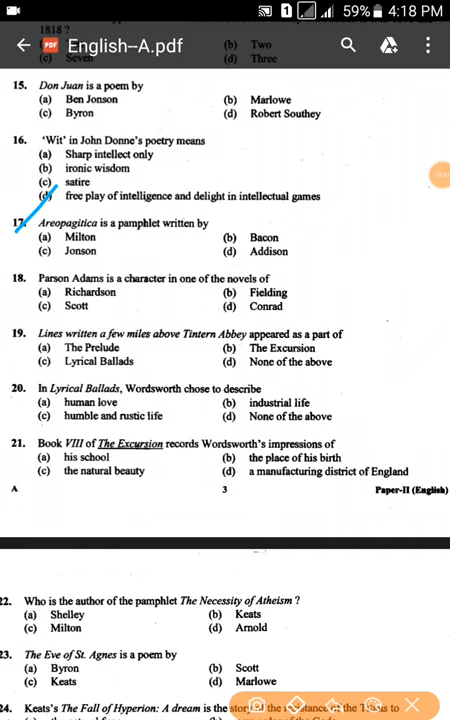 1 59% 4:18 PM
1818 ?
PDF English--A.pdf
(b) Two
(c) Seven (d) Three
15. Don Juan is a poem by
(a) Ben Jonson (b) Marlowe
(c) Byron (d) Robert Southey
16. ‘Wit’ in John Donne’s poetry means
(a) Sharp intellect only
(b) ironic wisdom
(c) satire
(d) free play of intelligence and delight in intellectual games
17. Areopagitica is a pamphlet written by
(a) Milton (b) Bacon
(c) Jonson (d) Addison
18. Parson Adams is a character in one of the novels of
(a) Richardson (b) Fielding
(c) Scott (d) Conrad
19. Lines written a few miles above Tintern Abbey appeared as a part of
(a) The Prelude (b) The Excursion
(c) Lyrical Ballads (d) None of the above
20. In Lyrical Ballads, Wordsworth chose to describe
(a) human love (b) industrial life
(c) humble and rustic life (d) None of the above
21. Book VIII of The Excursion records Wordsworth’s impressions of
(a) his school (b) the place of his birth
(c) the natural beauty (d) a manufacturing district of England
A 3 Paper-II (English)
22. Who is the author of the pamphlet The Necessity of Atheism ?
(a) Shelley (b) Keats
(c) Milton (d) Arnold
23. The Eve of St. Agnes is a poem by
(a) Byron (b) Scott
(c) Keats (d) Marlowe
24. Keats’s The Fall of Hyperion: A dream is the story of the resistance of the Titans to